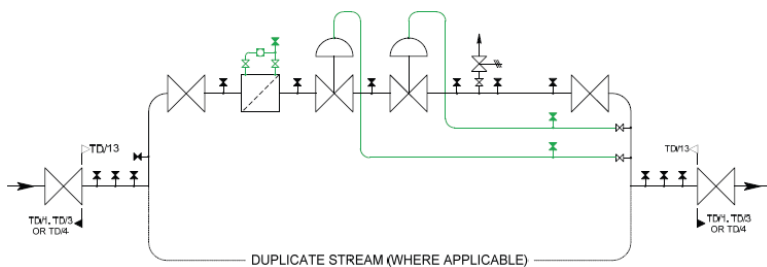 TD/13
TD/13
TD/1, TD/3
OR TD/4
TD/1, TD/3
OR TD/4
DUPLICATE STREAM (WHERE APPLICABLE)